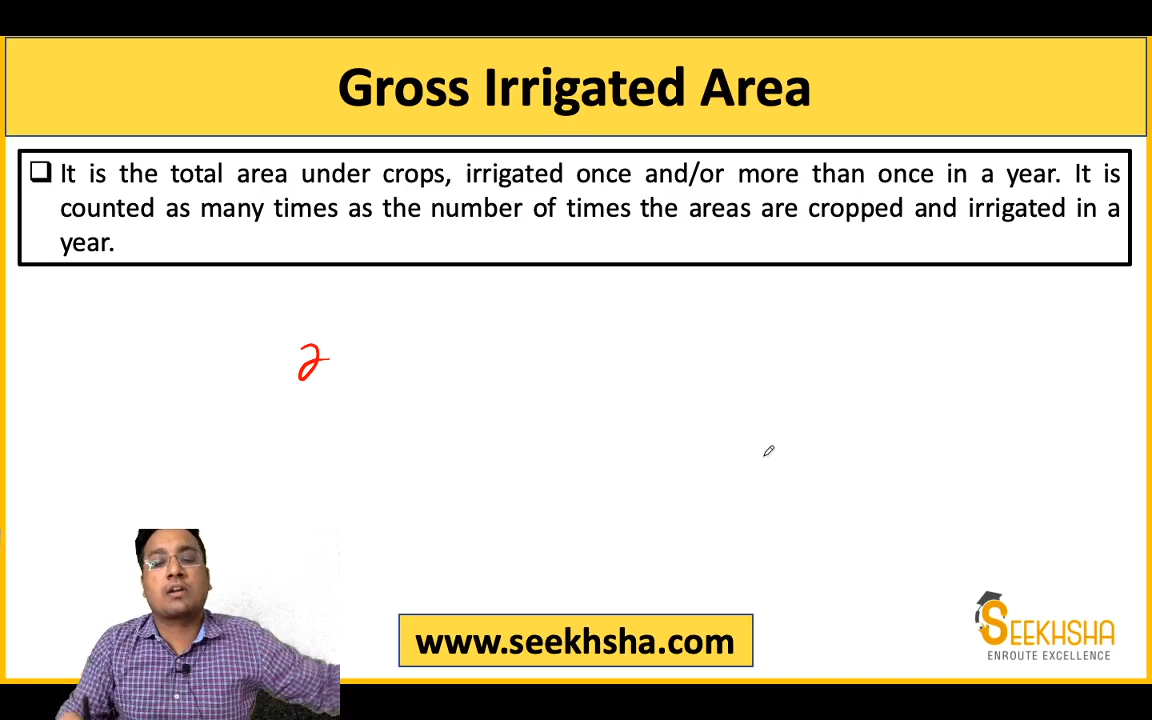 Gross Irrigated Area
It is the total area under crops, irrigated once and/or more than once in a year. It is
counted as many times as the number of times the areas are cropped and irrigated in a
year.
2
www.seekhsha.com
SEEKHSHA
ENROUTE EXCELLENCE